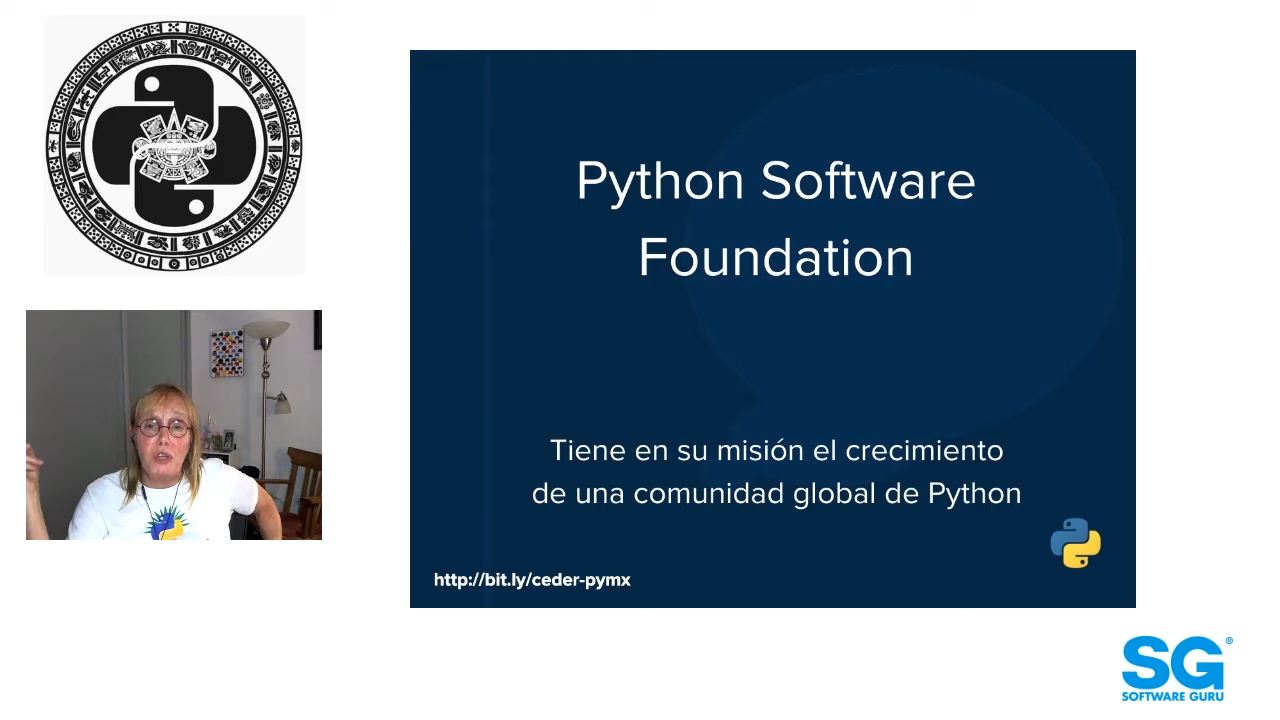 Python Software
Foundation
Tiene en su misión el crecimiento
de una comunidad global de Python
http://bit.ly/ceder-pymx
SG®
SOFTWARE GURU